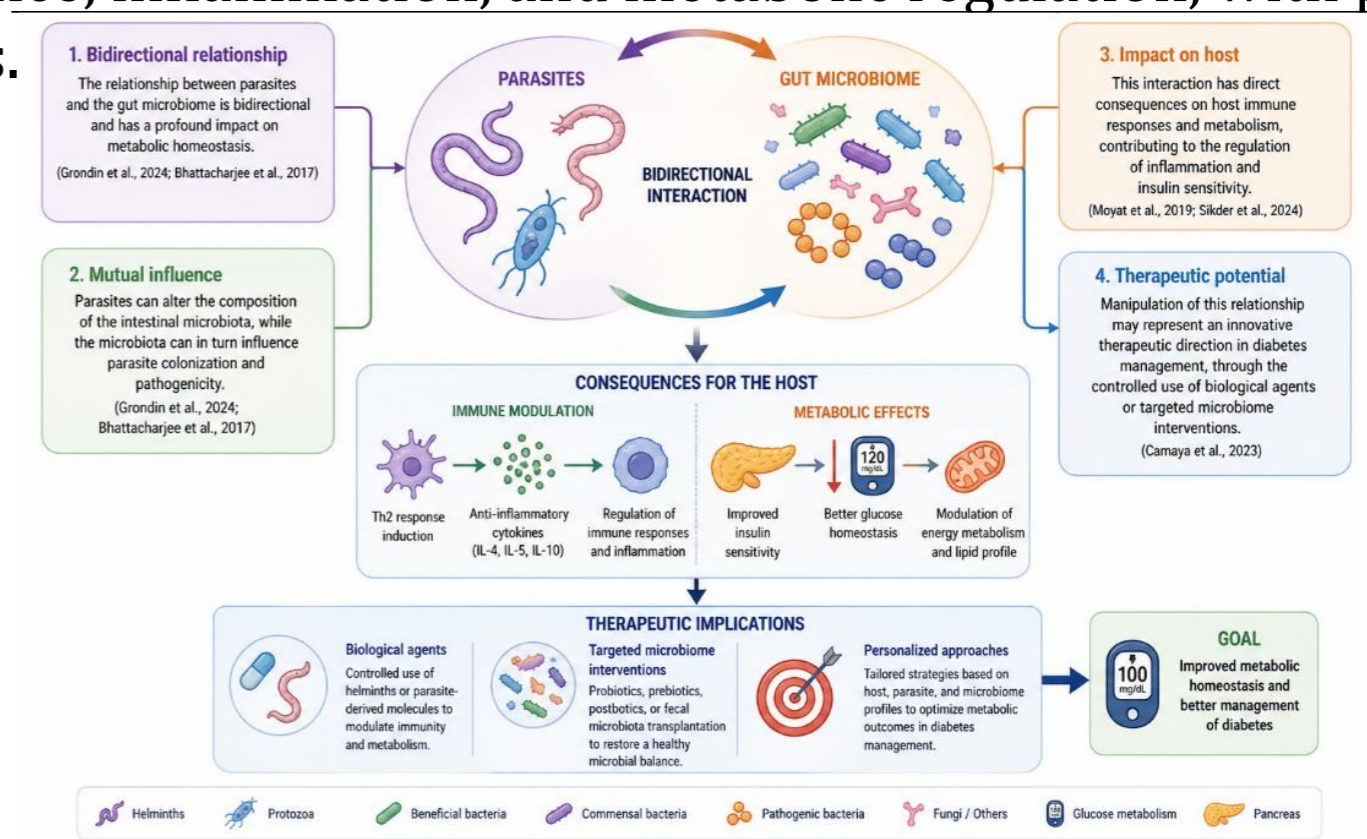 s.
1. Bidirectional relationship
The relationship between parasites
and the gut microbiome is bidirectional
and has a profound impact on
metabolic homeostasis.
(Grondin et al., 2024; Bhattacharjee et al., 2017)
2. Mutual influence
Parasites can alter the composition
of the intestinal microbiota, while
the microbiota can in turn influence
parasite colonization and
pathogenicity.
(Grondin et al., 2024;
Bhattacharjee et al., 2017)
PARASITES
GUT MICROBIOME
BIDIRECTIONAL
INTERACTION
3. Impact on host
This interaction has direct
consequences on host immune
responses and metabolism,
contributing to the regulation
of inflammation and
insulin sensitivity.
(Moyat et al., 2019; Sikder et al., 2024)
4. Therapeutic potential
Manipulation of this relationship
may represent an innovative
therapeutic direction in diabetes
management, through the
controlled use of biological agents
or targeted microbiome
interventions.
(Camaya et al., 2023)
CONSEQUENCES FOR THE HOST
IMMUNE MODULATION
Th2 response
induction
Anti-inflammatory
cytokines
(IL-4, IL-5, IL-10)
Regulation of
immune responses
and inflammation
METABOLIC EFFECTS
120
mg/dL
Improved
insulin
sensitivity
Better glucose
homeostasis
Modulation of
energy metabolism
and lipid profile
THERAPEUTIC IMPLICATIONS
Biological agents
Controlled use of
helminths or parasite-
derived molecules to
modulate immunity
and metabolism.
Targeted microbiome
interventions
Probiotics, prebiotics,
postbiotics, or fecal
microbiota transplantation
to restore a healthy
microbial balance.
Personalized approaches
Tailored strategies based on
host, parasite, and microbiome
profiles to optimize metabolic
outcomes in diabetes
management.
100
mg/dL
GOAL
Improved metabolic
homeostasis and
better management
of diabetes
Helminths
Protozoa
Beneficial bacteria
Commensal bacteria
Pathogenic bacteria
Fungi / Others
Glucose metabolism
Pancreas